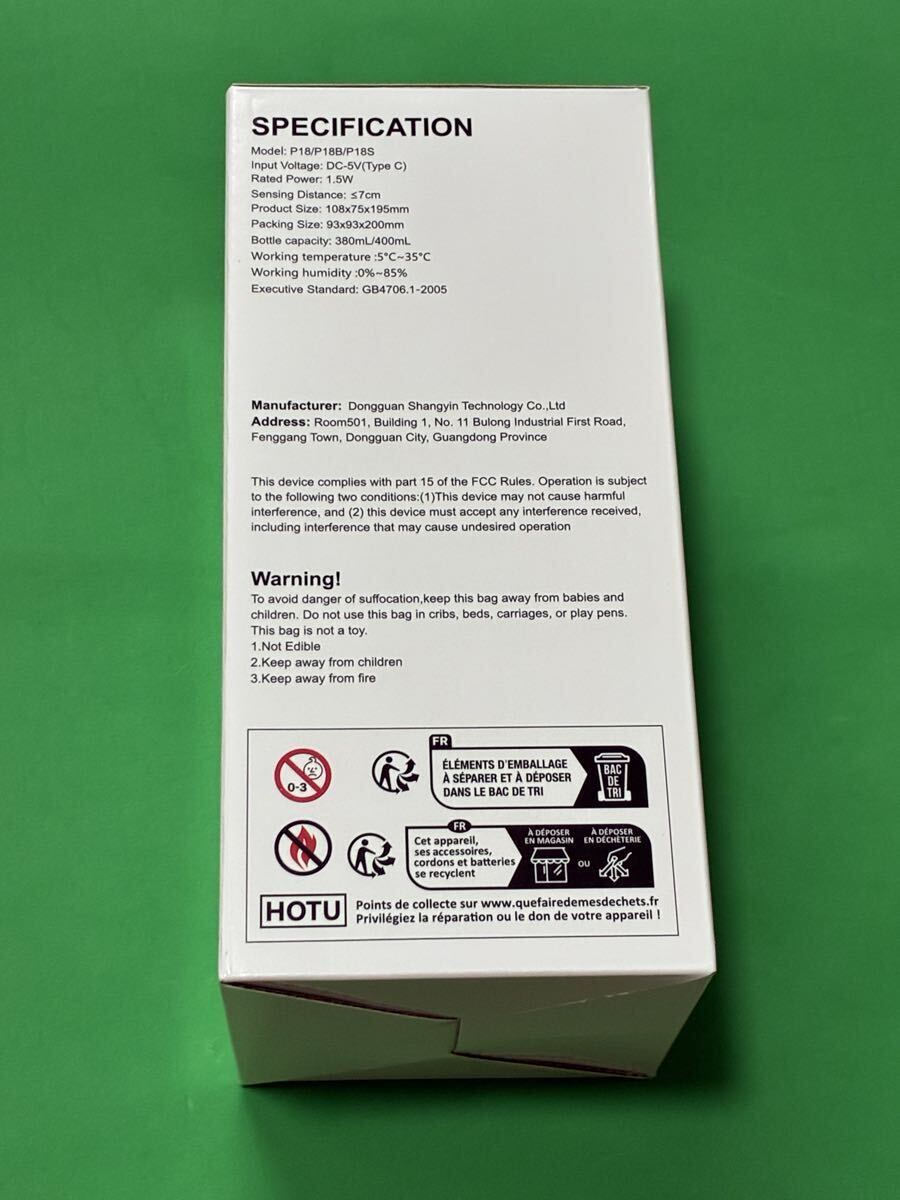 SPECIFICATION
Model: P18/P18B/P18S
Input Voltage: DC-5V(Type C)
Rated Power: 1.5W
Sensing Distance: ≤7cm
Product Size: 108x75x195mm
Packing Size: 93x93x200mm
Bottle capacity: 380mL/400mL
Working temperature :5°C~35°C
Working humidity :0%~85%
Executive Standard: GB4706.1-2005
Manufacturer: Dongguan Shangyin Technology Co.,Ltd
Address: Room501, Building 1, No. 11 Bulong Industrial First Road,
Fenggang Town, Dongguan City, Guangdong Province
This device complies with part 15 of the FCC Rules. Operation is subject
to the following two conditions:(1)This device may not cause harmful
interference, and (2) this device must accept any interference received,
including interference that may cause undesired operation
Warning!
To avoid danger of suffocation,keep this bag away from babies and
children. Do not use this bag in cribs, beds, carriages, or play pens.
This bag is not a toy.
1.Not Edible
2.Keep away from children
3.Keep away from fire
0-3
FR
ÉLÉMENTS D'EMBALLAGE
À SÉPARER ET À DÉPOSER
DANS LE BAC DE TRI
BAC
DE
TRI
FR
Cet appareil,
ses accessoires,
cordons et batteries
se recyclent
À DÉPOSER
EN MAGASIN
OU
À DÉPOSER
EN DÉCHÈTERIE
HOTU
Points de collecte sur www.quefairedemesdechets.fr
Privilégiez la réparation ou le don de votre appareil !